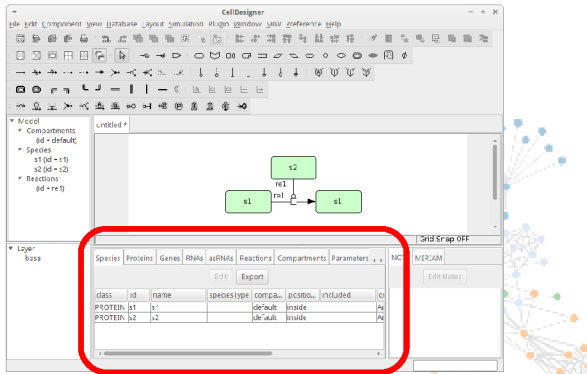 CellDesigner
File Edit Component View Database Layout Simulation Plugin Window SBW Preference Help
Model
Compartments
(id = default)
Species
s1 (id = s1)
s2 (id = s2)
Reactions
(id = re1)
untitled *
s2
re1
re1
s1
s1
Grid Snap OFF
Layer
base
Species Proteins Genes RNAs asRNAs Reactions Compartments Parameters
Edit Export
class id name speciesType compa... positio... included
PROTEIN s1 s1 default inside
PROTEIN s2 s2 default inside
MIRIAM
Edit Notes